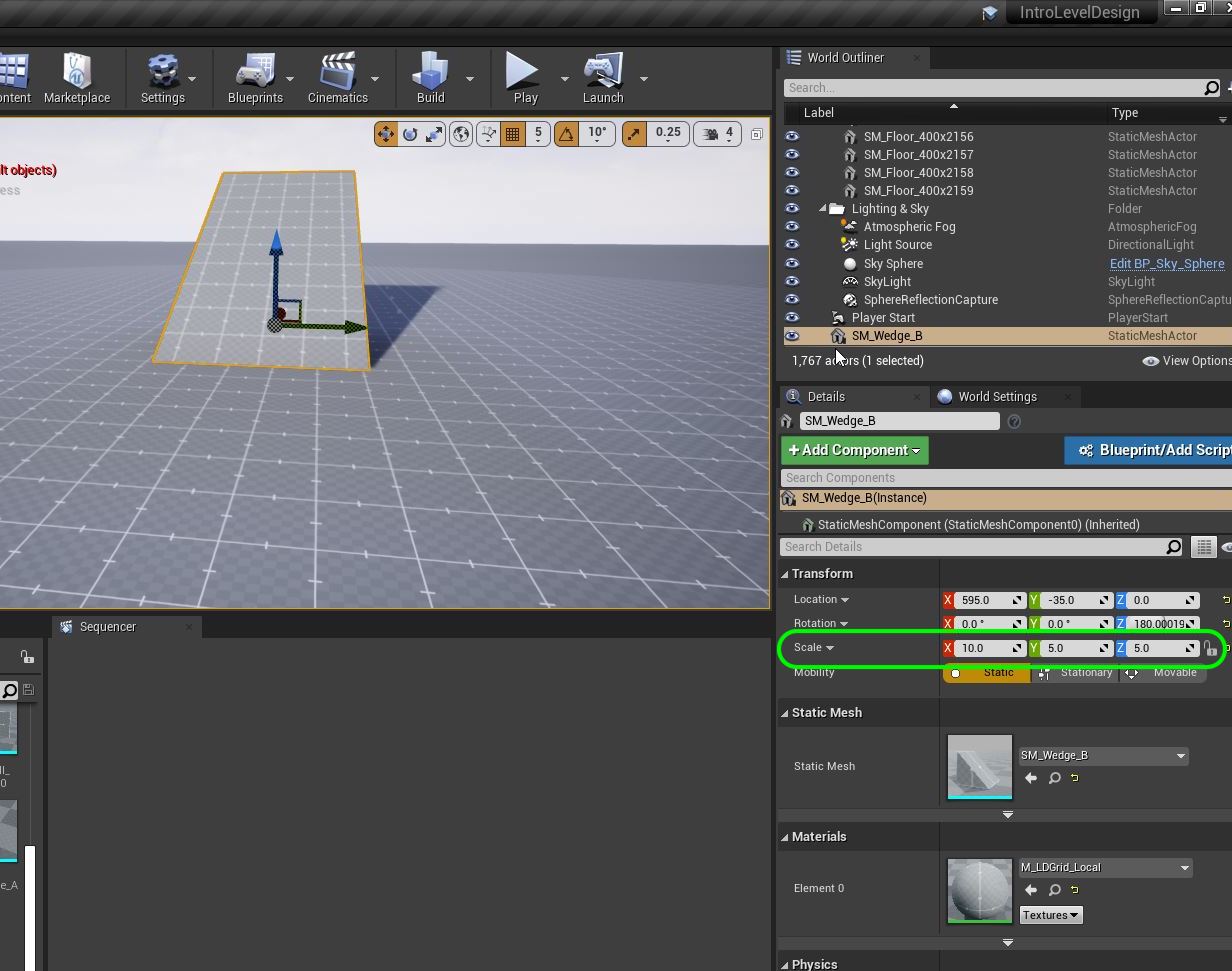 IntroLevelDesign
ontent Marketplace Settings Blueprints Cinematics Build Play Launch
World Outliner
Search...
Label Type
5 10° 0.25 4
lt objects)
ess
SM_Floor_400x2156 StaticMeshActor
SM_Floor_400x2157 StaticMeshActor
SM_Floor_400x2158 StaticMeshActor
SM_Floor_400x2159 StaticMeshActor
Lighting & Sky Folder
Atmospheric Fog AtmosphericFog
Light Source DirectionalLight
Sky Sphere Edit BP_Sky_Sphere
SkyLight SkyLight
SphereReflectionCapture SphereReflectionCaptu
Player Start PlayerStart
SM_Wedge_B StaticMeshActor
1,767 actors (1 selected) View Options
Details World Settings
SM_Wedge_B
+ Add Component Blueprint/Add Script
Search Components
SM_Wedge_B(Instance)
StaticMeshComponent (StaticMeshComponent0) (Inherited)
Search Details
Transform
Location X 595.0 Y -35.0 Z 0.0
Rotation X 0.0 ° Y 0.0 ° Z 180.00019
Scale X 10.0 Y 5.0 Z 5.0
Mobility Static Stationary Movable
Sequencer
Static Mesh
Static Mesh SM_Wedge_B
ll_
0
Materials
M_LDGrid_Local
Element 0
e_A
Textures
Physics